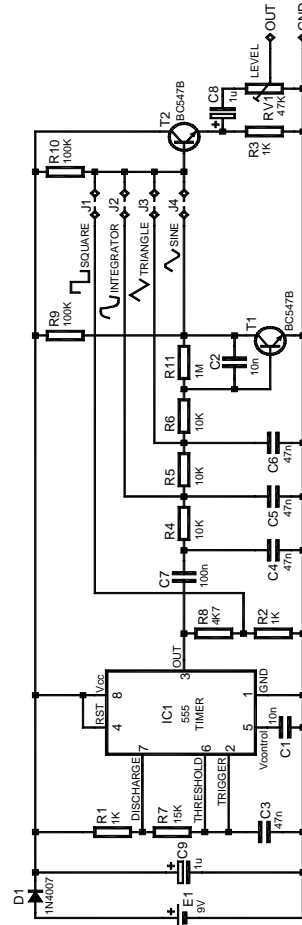 D1
1N4007
R10
100K
R9
100K
T2
BC547B
C8
1u
+
LEVEL
RV1
47K
OUT
GND
R3
1K
J1
J2
J3
J4
SQUARE
INTEGRATOR
TRIANGLE
SINE
R11
1M
C2
10n
T1
BC547B
R6
10K
R5
10K
R4
10K
C7
100n
C6
47n
C5
47n
C4
47n
R8
4K7
R2
1K
OUT
3
Vcc
8
RST
4
IC1
555
TIMER
7
6
2
1
5
GND
Vcontrol
10n
C1
DISCHARGE
THRESHOLD
TRIGGER
R1
1K
R7
15K
C3
47n
C9
1u
+
E1
9V
+